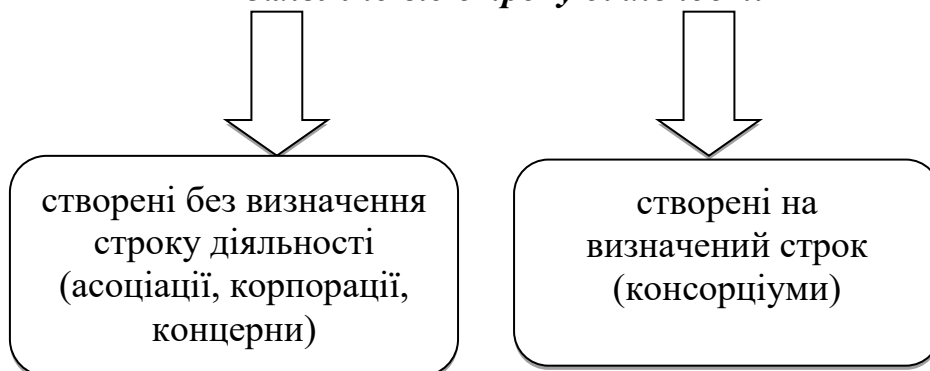 створені без визначення
строку діяльності
(асоціації, корпорації,
концерни)
створені на
визначений строк
(консорціуми)